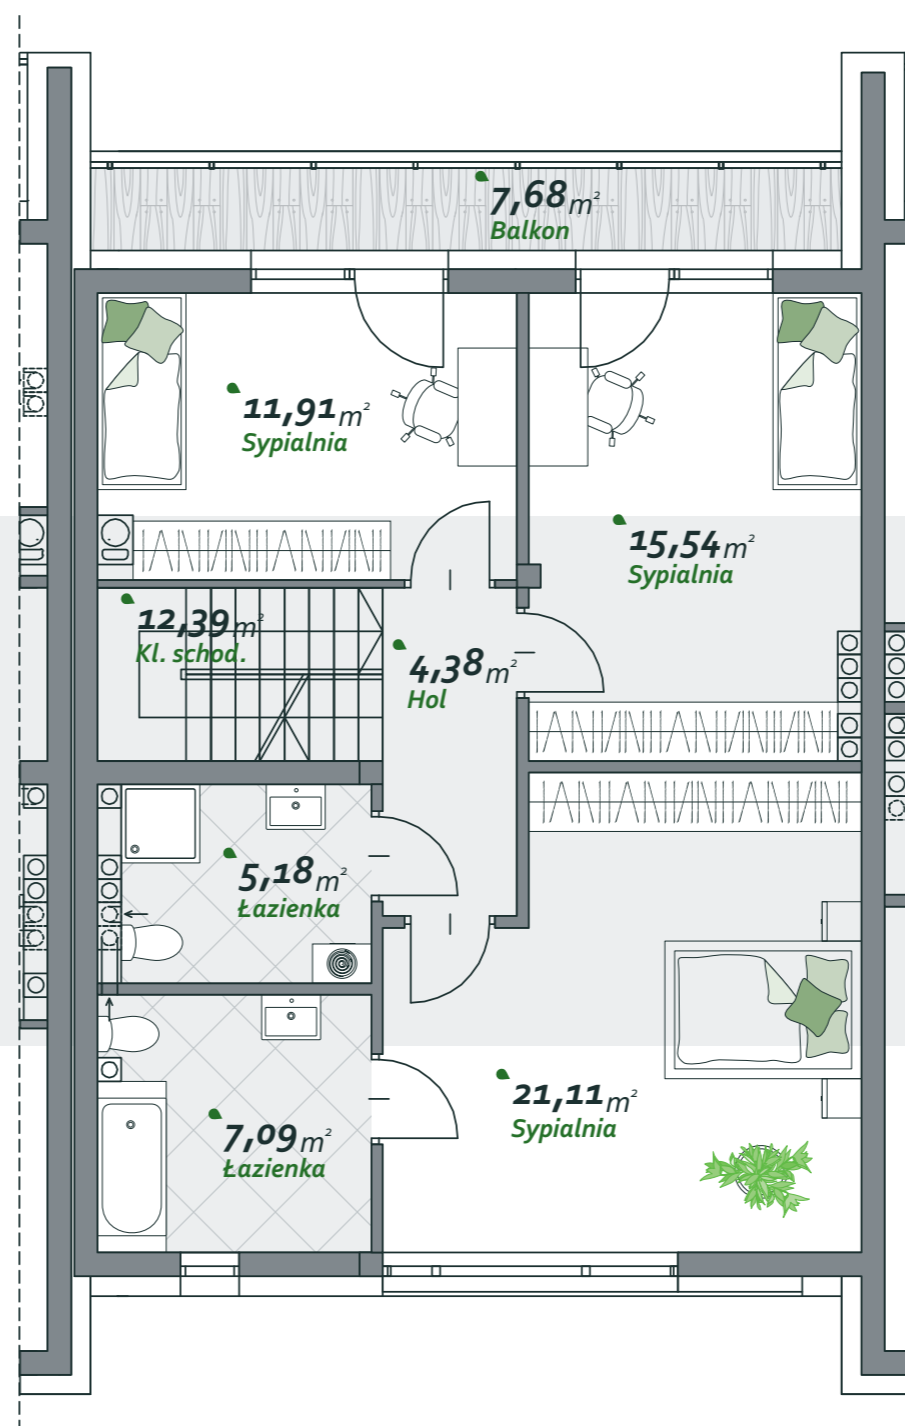 7,68 m²
Balkon
11,91 m²
Sypialnia
15,54 m²
Sypialnia
12,39 m²
Kl. schod.
4,38 m²
Hol
5,18 m²
Łazienka
21,11 m²
Sypialnia
7,09 m²
Łazienka